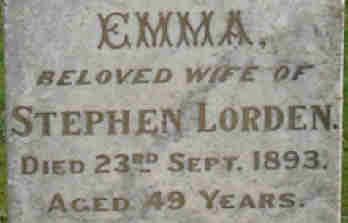 EMMA,
BELOVED WIFE OF
STEPHEN LORDEN.
DIED 23RD SEPT. 1893.
AGED 49 YEARS.